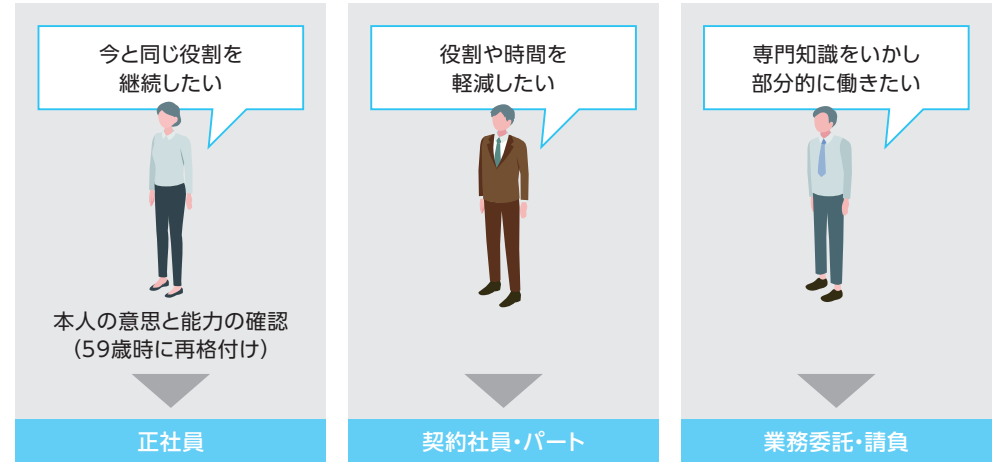 今と同じ役割を
継続したい
本人の意思と能力の確認
(59歳時に再格付け)
正社員
役割や時間を
軽減したい
契約社員・パート
専門知識をいかし
部分的に働きたい
業務委託・請負